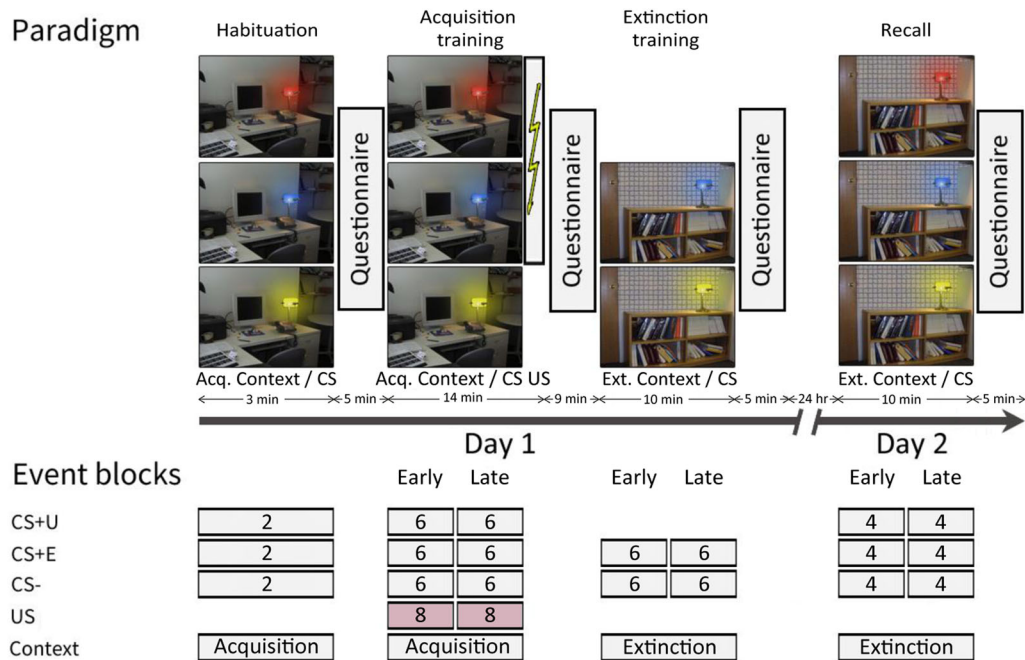 Paradigm
Habituation
Acquisition
training
Extinction
training
Recall
Questionnaire
Questionnaire
Questionnaire
Questionnaire
Acq. Context / CS
Acq. Context / CS US
Ext. Context / CS
Ext. Context / CS
3 min 5 min 14 min 9 min 10 min 5 min 24 hr 10 min 5 min
Day 1 Day 2
Event blocks
Early Late Early Late Early Late
CS+U 2 6 6 4 4
CS+E 2 6 6 6 6 4 4
CS- 2 6 6 6 6 4 4
US 8 8
Context Acquisition Acquisition Extinction Extinction